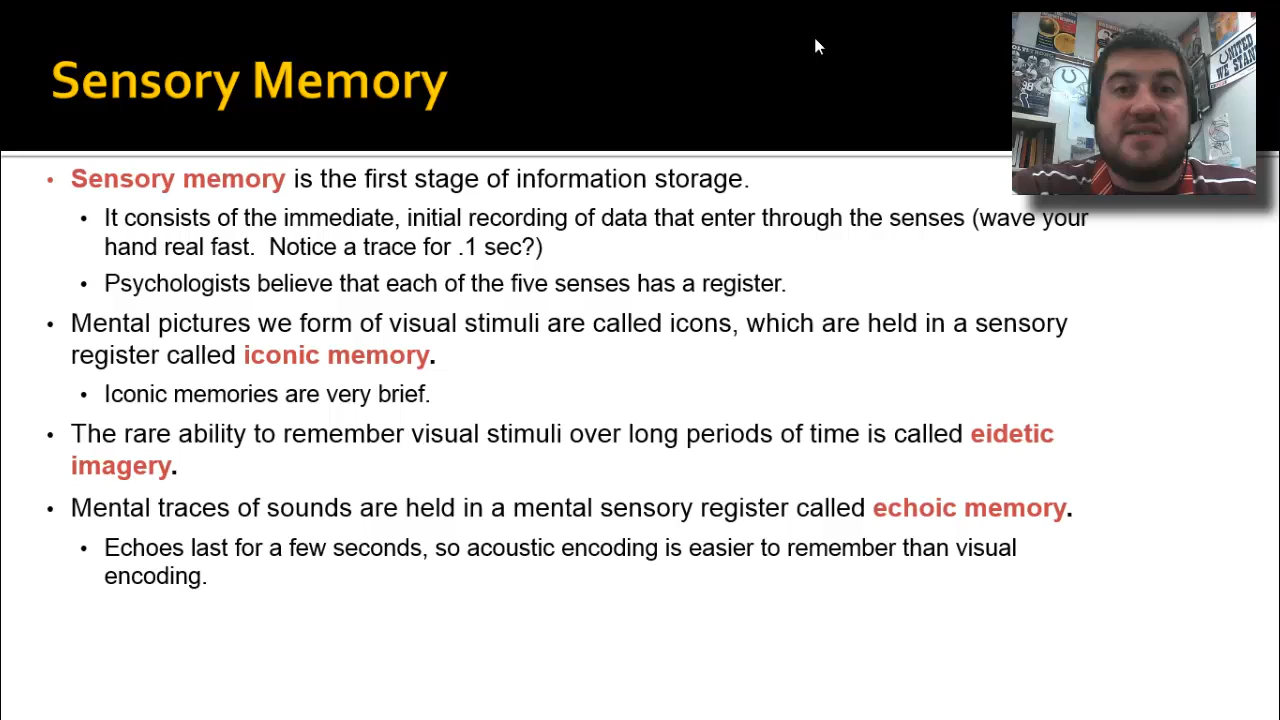 Sensory Memory
UNITED
WE STAN
• Sensory memory is the first stage of information storage.
• It consists of the immediate, initial recording of data that enter through the senses (wave your
hand real fast.  Notice a trace for .1 sec?)
• Psychologists believe that each of the five senses has a register.
• Mental pictures we form of visual stimuli are called icons, which are held in a sensory
register called iconic memory.
• Iconic memories are very brief.
• The rare ability to remember visual stimuli over long periods of time is called eidetic
imagery.
• Mental traces of sounds are held in a mental sensory register called echoic memory.
• Echoes last for a few seconds, so acoustic encoding is easier to remember than visual
encoding.